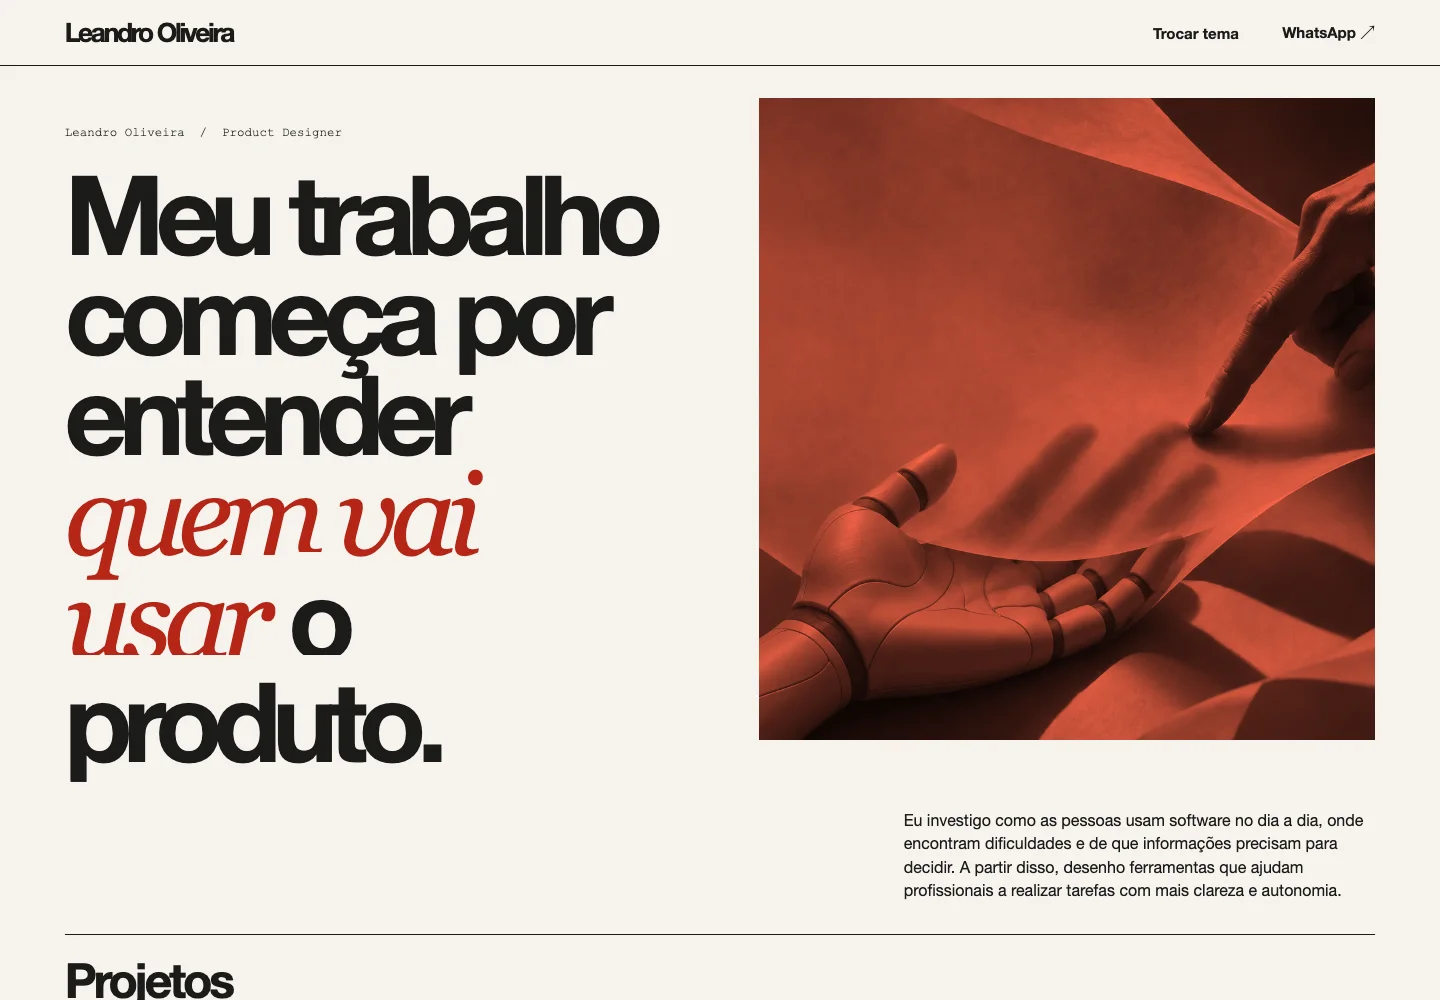 Leandro Oliveira
Trocar tema
WhatsApp ↗
Leandro Oliveira / Product Designer
Meu trabalho
começa por
entender
quem vai
usar o
produto.
Eu investigo como as pessoas usam software no dia a dia, onde
encontram dificuldades e de que informações precisam para
decidir. A partir disso, desenho ferramentas que ajudam
profissionais a realizar tarefas com mais clareza e autonomia.
Projetos